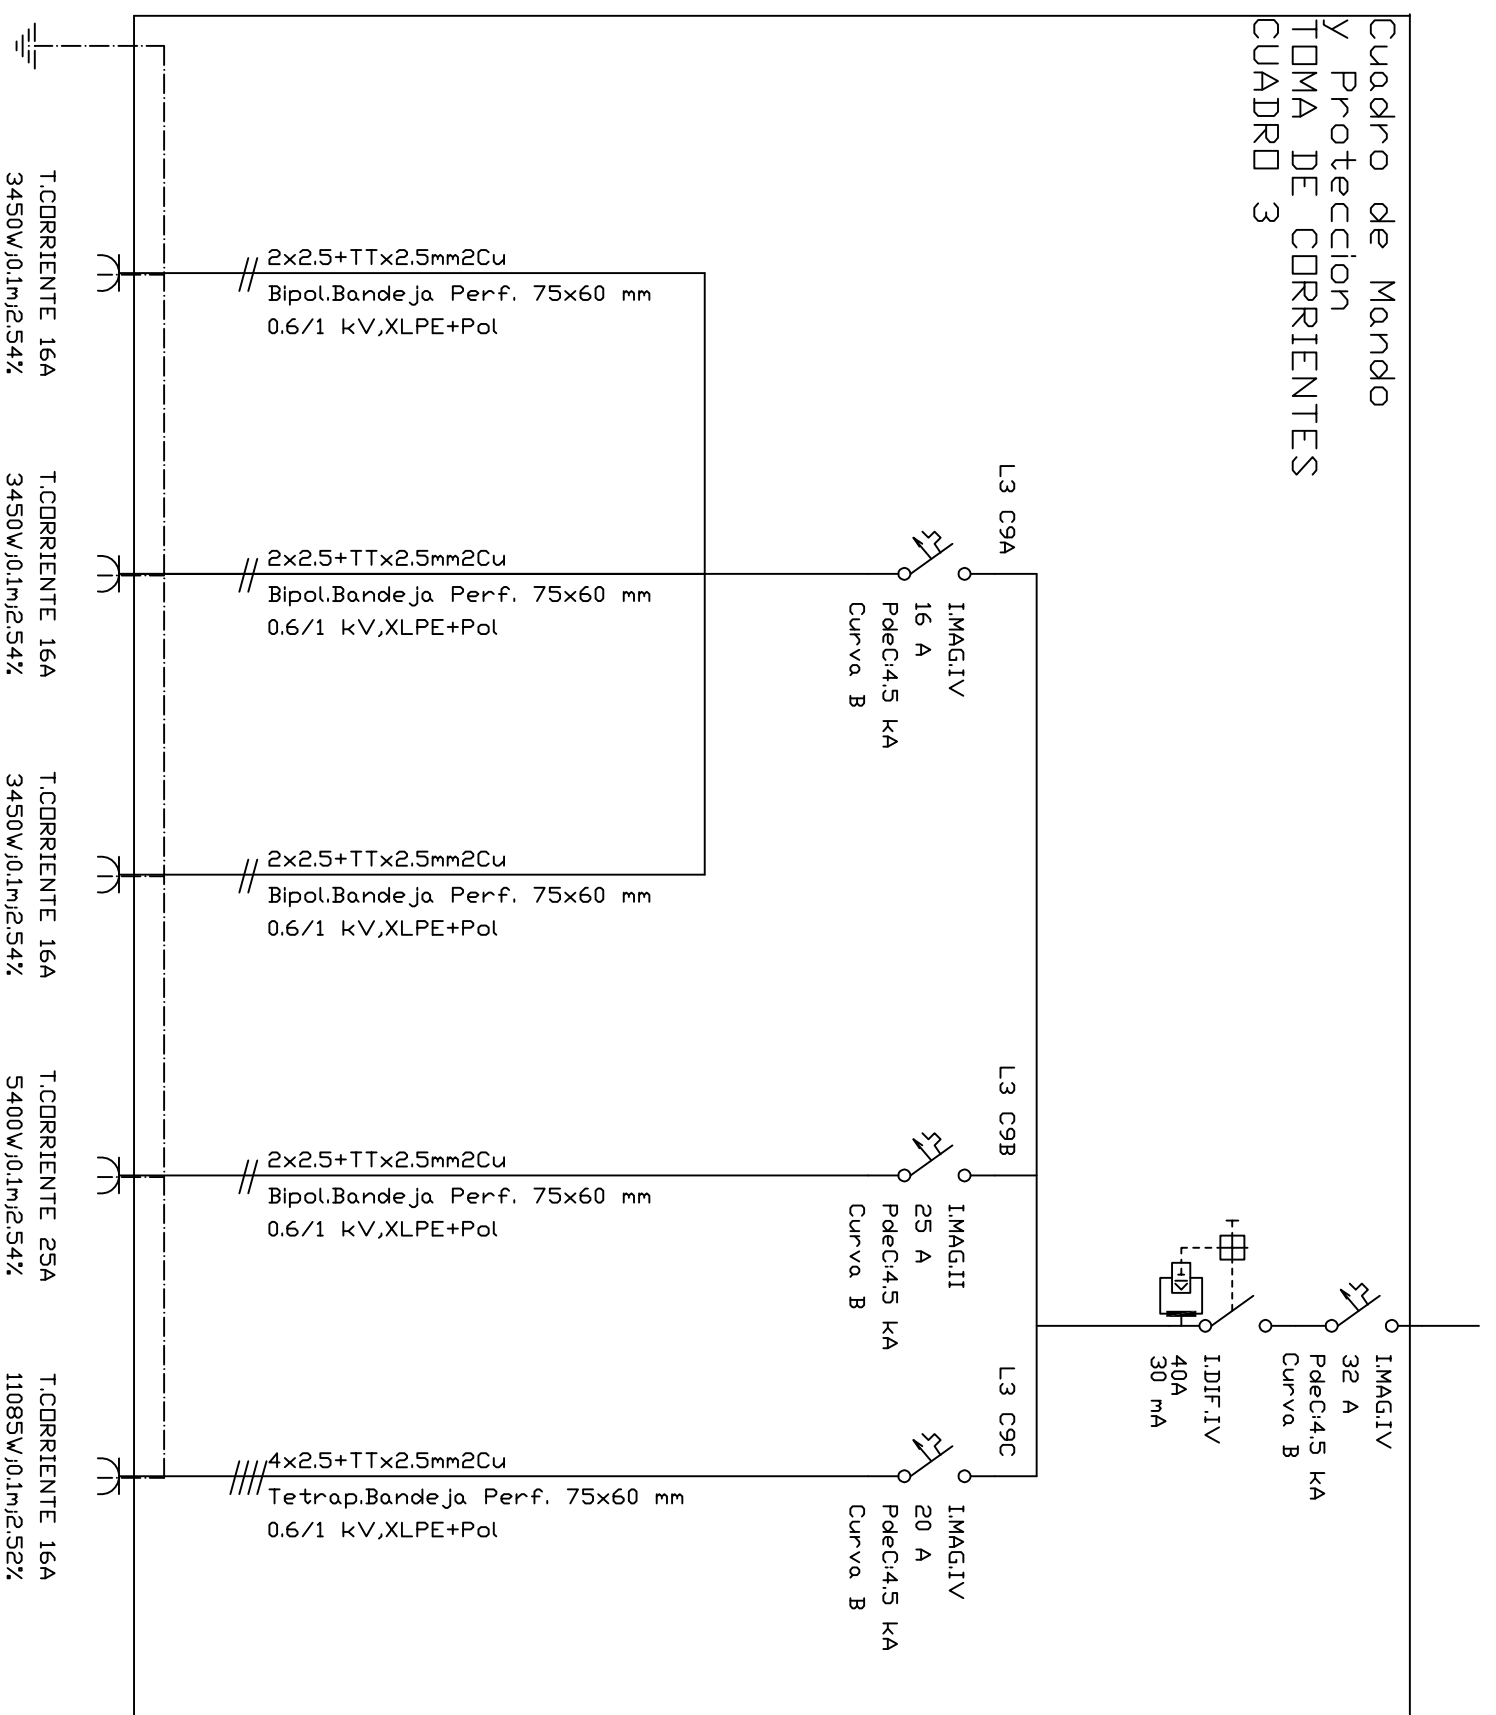 Cuadro de Mando
y Proteccion
TOMA DE CORRIENTES
CUADRO 3
I.MAG.IV
32 A
PdeC:4.5 kA
Curva B
I.DIF.IV
40A
30 mA
L3 C9A
I.MAG.IV
16 A
PdeC:4.5 kA
Curva B
L3 C9B
I.MAG.II
25 A
PdeC:4.5 kA
Curva B
L3 C9C
I.MAG.IV
20 A
PdeC:4.5 kA
Curva B
2x2.5+TTx2.5mm2Cu
Bipol.Bandeja Perf. 75x60 mm
0.6/1 kV,XLPE+Pol
2x2.5+TTx2.5mm2Cu
Bipol.Bandeja Perf. 75x60 mm
0.6/1 kV,XLPE+Pol
2x2.5+TTx2.5mm2Cu
Bipol.Bandeja Perf. 75x60 mm
0.6/1 kV,XLPE+Pol
2x2.5+TTx2.5mm2Cu
Bipol.Bandeja Perf. 75x60 mm
0.6/1 kV,XLPE+Pol
4x2.5+TTx2.5mm2Cu
Tetrap.Bandeja Perf. 75x60 mm
0.6/1 kV,XLPE+Pol
T.CORRIENTE 16A
3450W;0.1m;2.54%
T.CORRIENTE 16A
3450W;0.1m;2.54%
T.CORRIENTE 16A
3450W;0.1m;2.54%
T.CORRIENTE 25A
5400W;0.1m;2.54%
T.CORRIENTE 16A
11085W;0.1m;2.52%